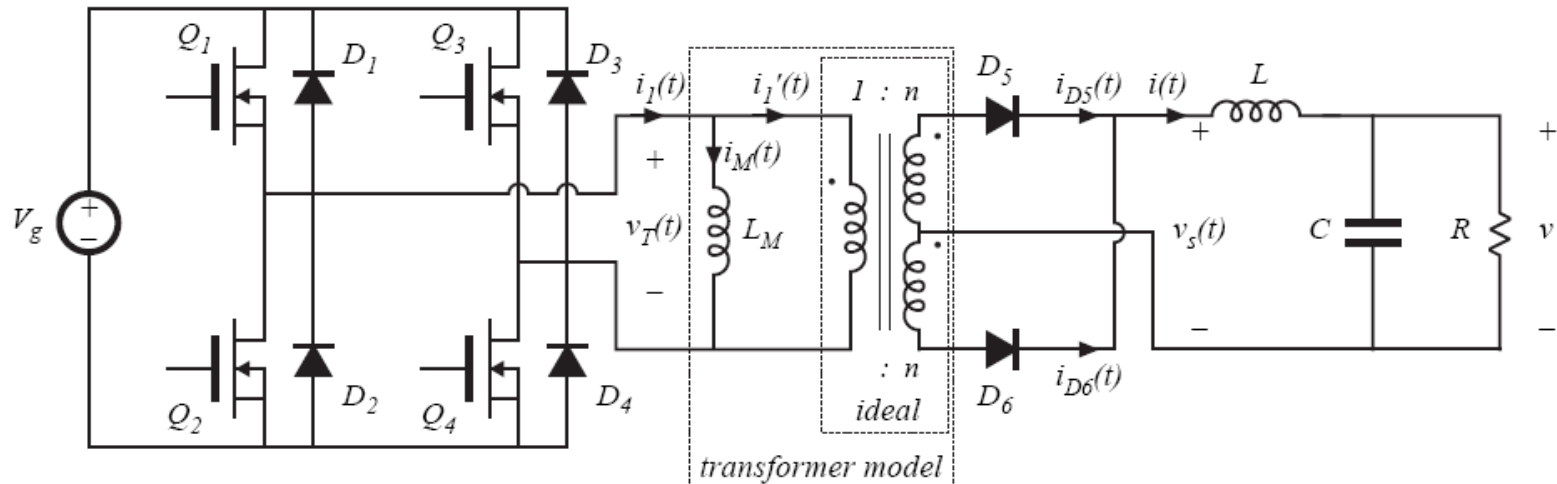 Q1
D1
Q3
D3
i1(t)
i1'(t)
1 : n
D5
iD5(t)
i(t)
L
+
+
+
iM(t)
Vg
+
−
vT(t)
LM
vs(t)
C
R
v
−
−
−
Q2
D2
Q4
D4
: n
ideal
D6
iD6(t)
transformer model